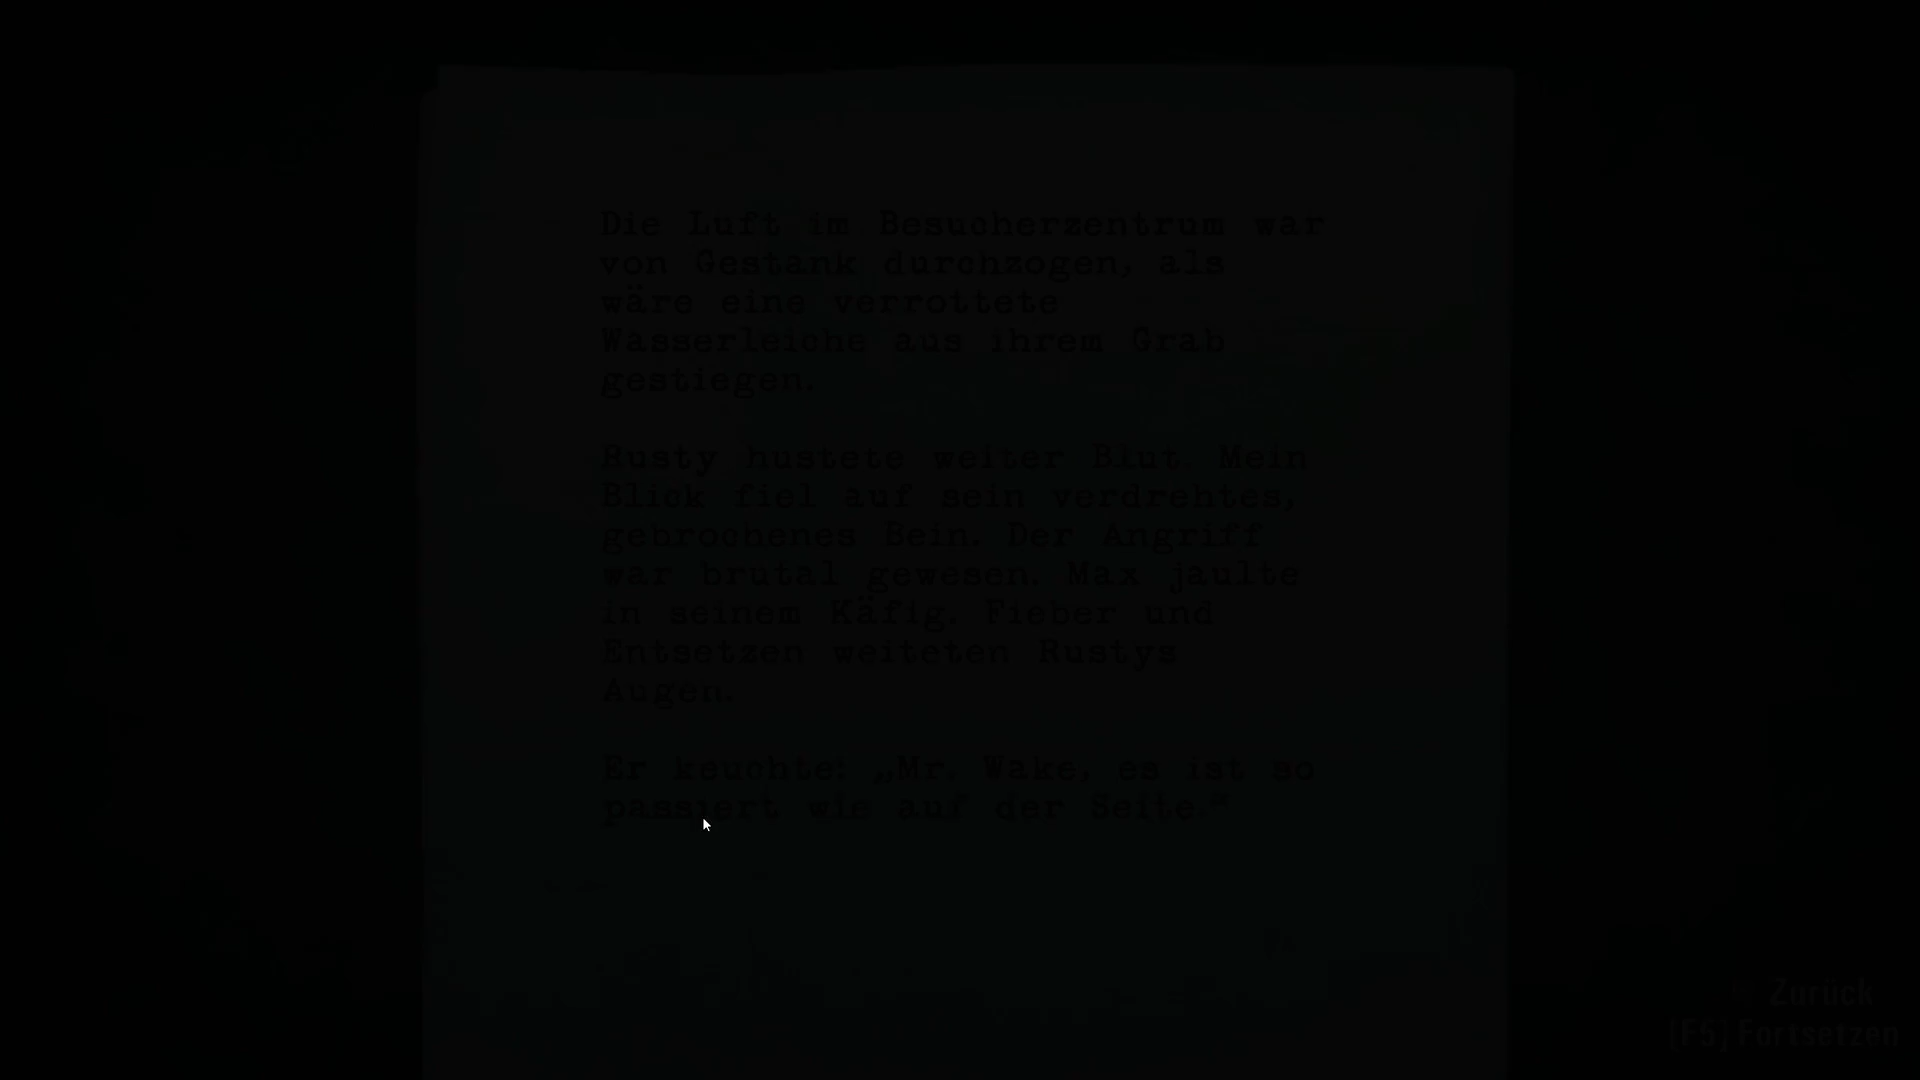 Die Luft im Besucherzentrum war
von Gestank durchzogen, als
wäre eine verrottete
Wasserleiche aus ihrem Grab
gestiegen.
Rusty hustete weiter Blut. Mein
Blick fiel auf sein verdrehtes,
gebrochenes Bein. Der Angriff
war brutal gewesen. Max jaulte
in seinem Käfig. Fieber und
Entsetzen weiteten Rustys
Augen.
Er keuchte: „Mr. Wake, es ist so
passiert wie auf der Seite.“
Zurück
[F5] Fortsetzen